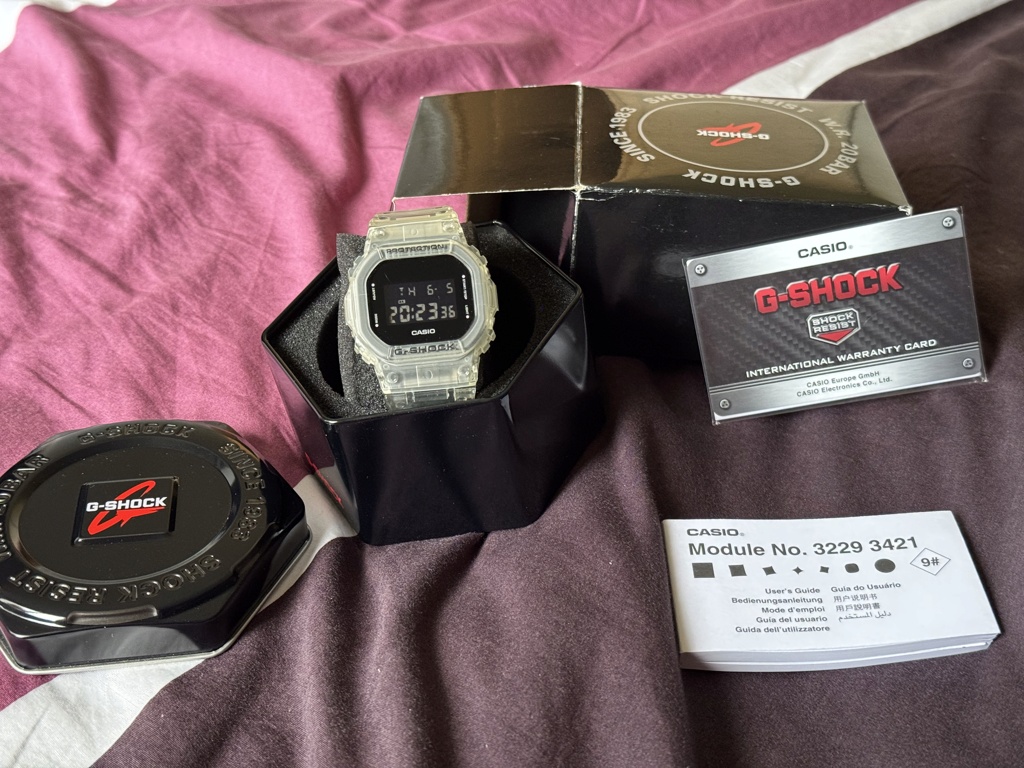 SHOCK RESIST
SINCE 1983
G-SHOCK
W/R 20BAR
G-SHOCK
CASIO
G-SHOCK
SHOCK
RESIST
INTERNATIONAL WARRANTY CARD
CASIO Europe GmbH
CASIO Electronics Co., Ltd.
PROTECTION
TH 6- 5
20:23 36
CASIO
G-SHOCK
G-SHOCK
SINCE 1983
SHOCK RESIST
G-SHOCK
CASIO
Module No. 3229 3421
9#
User's Guide Guia do Usuário
Bedienungsanleitung 用户说明书
Mode d'emploi 用戶說明書
Guía del usuario دليل المستخدم
Guida dell'utilizzatore